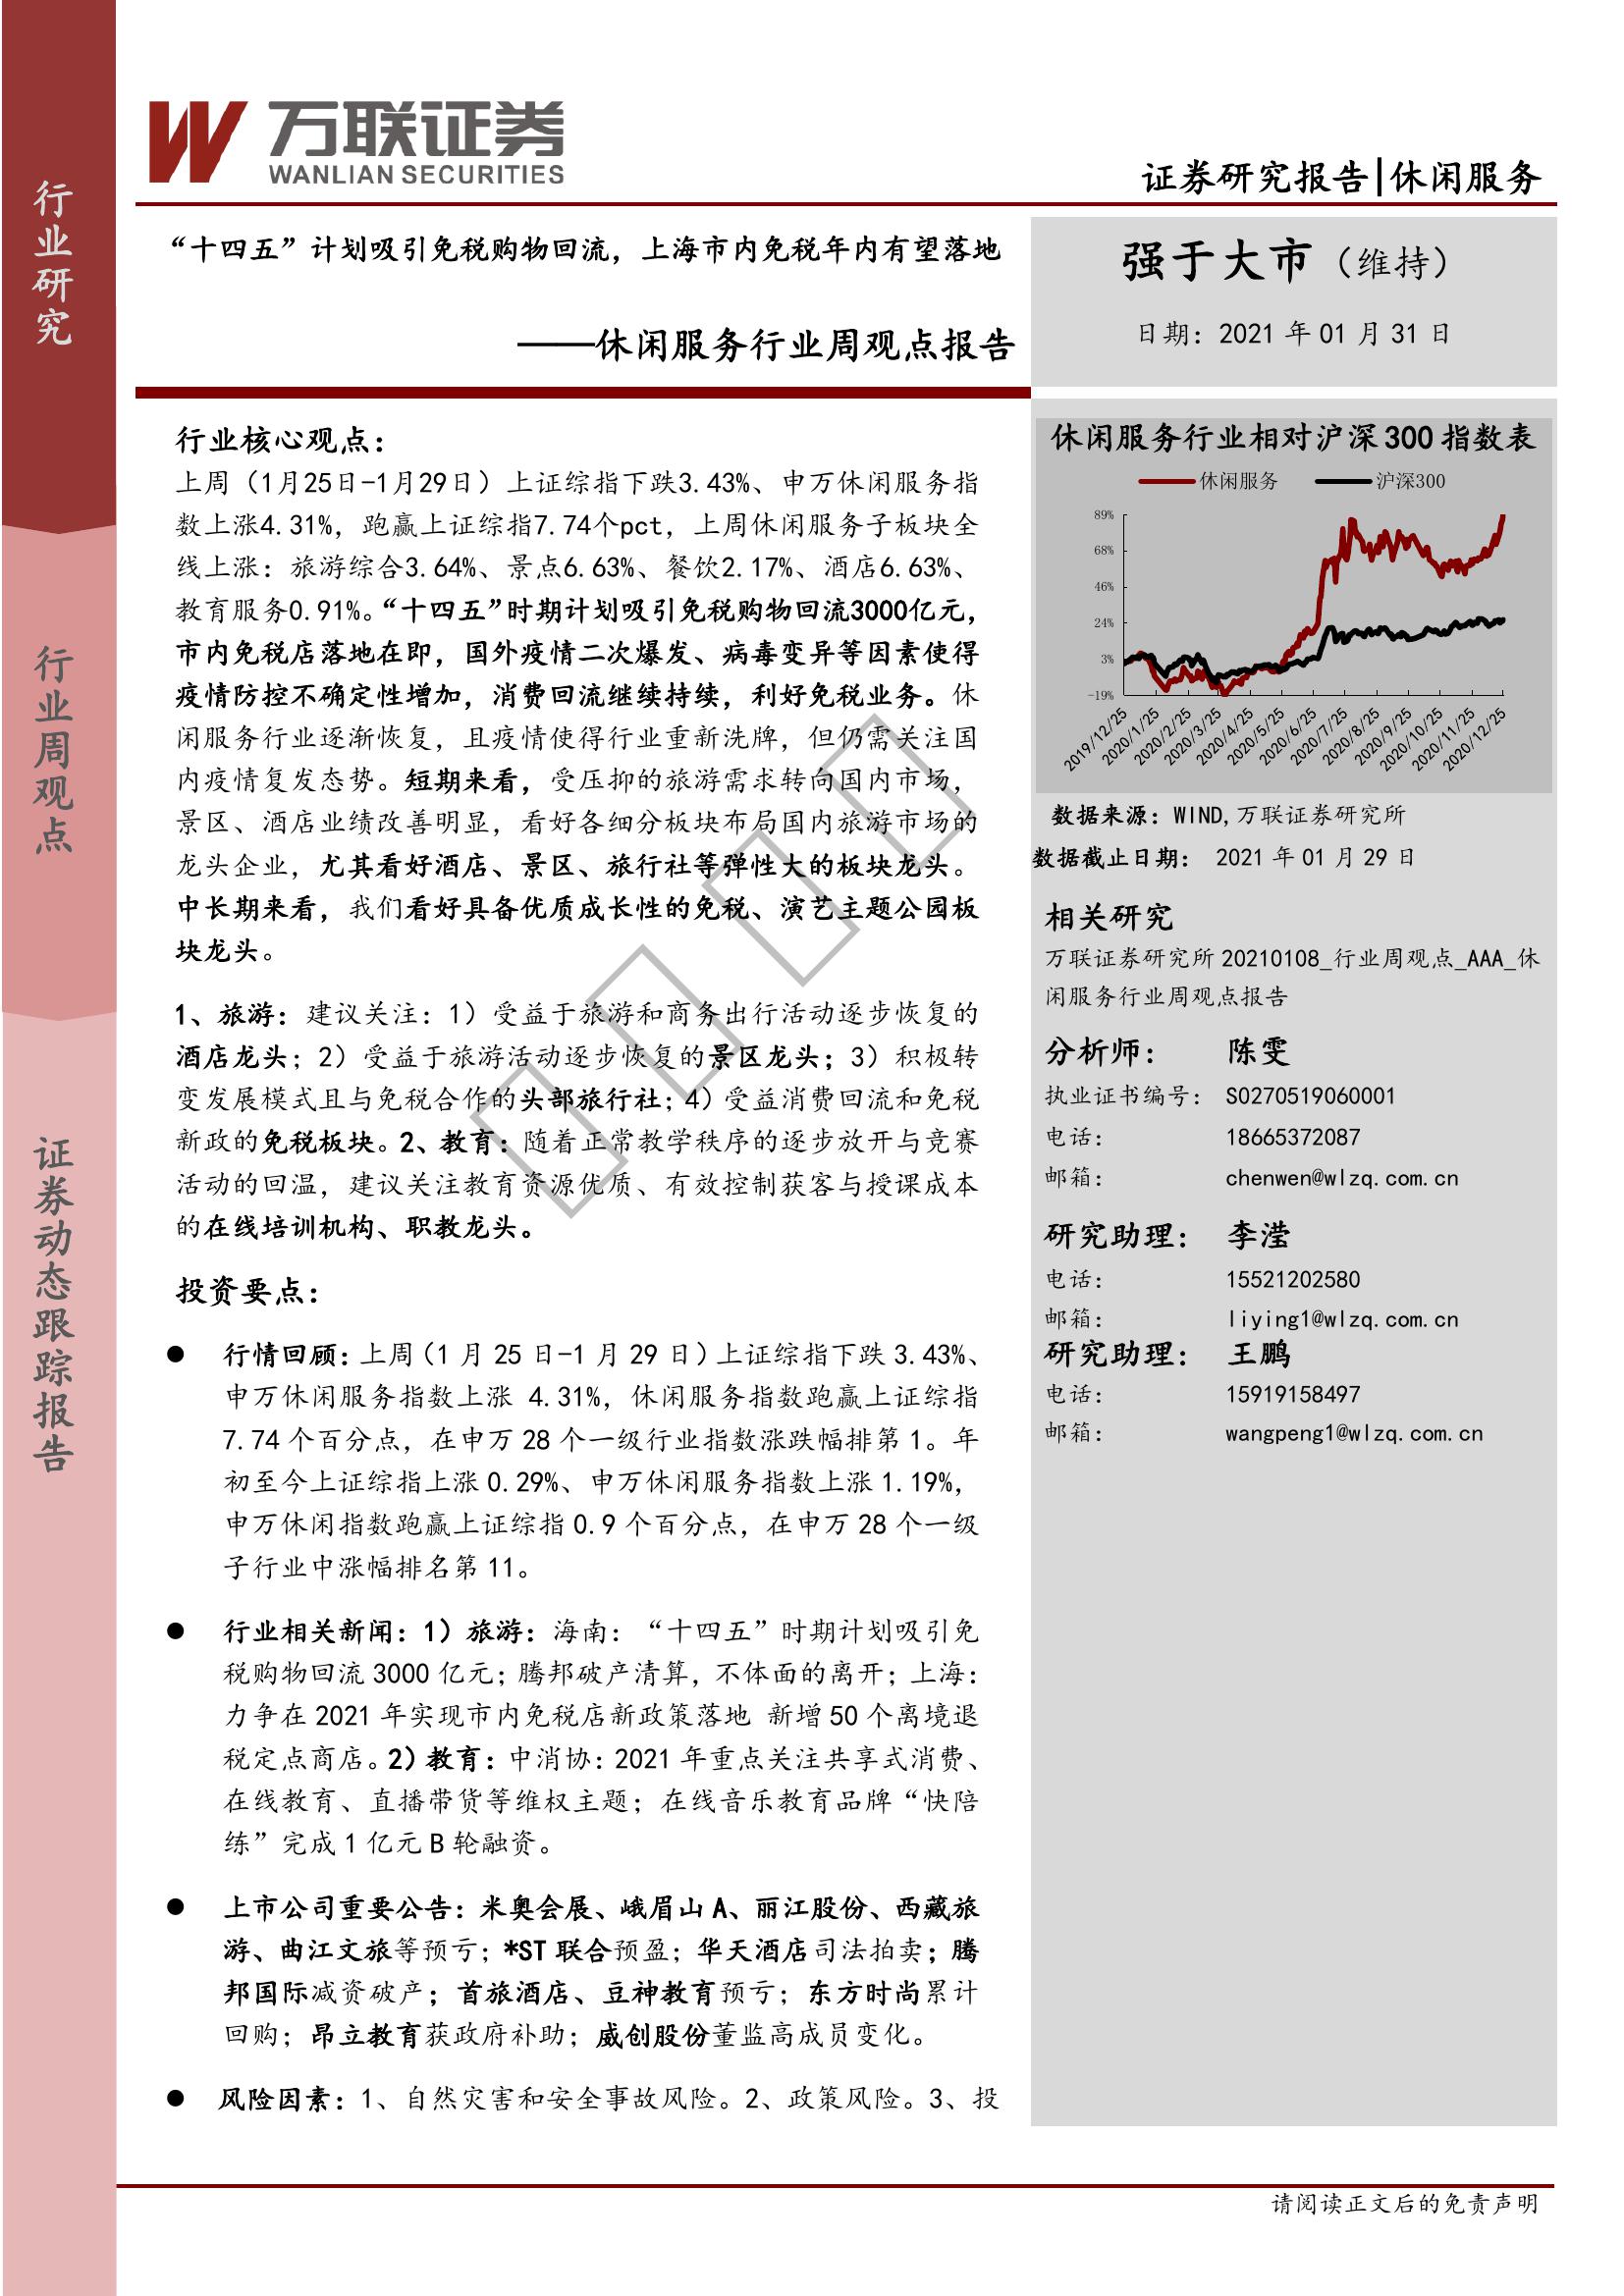 行业研究
行业周观点
证券动态跟踪报告
万联证券
WANLIAN SECURITIES
证券研究报告|休闲服务
“十四五”计划吸引免税购物回流，上海市内免税年内有望落地
——休闲服务行业周观点报告
强于大市（维持）
日期：2021 年 01 月 31 日
行业核心观点：
上周（1月25日-1月29日）上证综指下跌3.43%、申万休闲服务指
数上涨4.31%，跑赢上证综指7.74个pct，上周休闲服务子板块全
线上涨：旅游综合3.64%、景点6.63%、餐饮2.17%、酒店6.63%、
教育服务0.91%。“十四五”时期计划吸引免税购物回流3000亿元，
市内免税店落地在即，国外疫情二次爆发、病毒变异等因素使得
疫情防控不确定性增加，消费回流继续持续，利好免税业务。休
闲服务行业逐渐恢复，且疫情使得行业重新洗牌，但仍需关注国
内疫情复发态势。短期来看，受压抑的旅游需求转向国内市场，
景区、酒店业绩改善明显，看好各细分板块布局国内旅游市场的
龙头企业，尤其看好酒店、景区、旅行社等弹性大的板块龙头。
中长期来看，我们看好具备优质成长性的免税、演艺主题公园板
块龙头。
1、旅游：建议关注：1）受益于旅游和商务出行活动逐步恢复的
酒店龙头；2）受益于旅游活动逐步恢复的景区龙头；3）积极转
变发展模式且与免税合作的头部旅行社；4）受益消费回流和免税
新政的免税板块。2、教育：随着正常教学秩序的逐步放开与竞赛
活动的回温，建议关注教育资源优质、有效控制获客与授课成本
的在线培训机构、职教龙头。
投资要点：
● 行情回顾：上周（1 月 25 日-1 月 29 日）上证综指下跌 3.43%、
申万休闲服务指数上涨 4.31%，休闲服务指数跑赢上证综指
7.74 个百分点，在申万 28 个一级行业指数涨跌幅排第 1。年
初至今上证综指上涨 0.29%、申万休闲服务指数上涨 1.19%，
申万休闲指数跑赢上证综指 0.9 个百分点，在申万 28 个一级
子行业中涨幅排名第 11。
● 行业相关新闻：1）旅游：海南：“十四五”时期计划吸引免
税购物回流 3000 亿元；腾邦破产清算，不体面的离开；上海：
力争在 2021 年实现市内免税店新政策落地 新增 50 个离境退
税定点商店。2）教育：中消协：2021 年重点关注共享式消费、
在线教育、直播带货等维权主题；在线音乐教育品牌“快陪
练”完成 1 亿元 B 轮融资。
● 上市公司重要公告：米奥会展、峨眉山 A、丽江股份、西藏旅
游、曲江文旅等预亏；*ST 联合预盈；华天酒店司法拍卖；腾
邦国际减资破产；首旅酒店、豆神教育预亏；东方时尚累计
回购；昂立教育获政府补助；威创股份董监高成员变化。
● 风险因素：1、自然灾害和安全事故风险。2、政策风险。3、投
休闲服务行业相对沪深 300 指数表
休闲服务 沪深300
89%
68%
46%
24%
3%
-19%
2019/12/25 2020/1/25 2020/2/25 2020/3/25 2020/4/25 2020/5/25 2020/6/25 2020/7/25 2020/8/25 2020/9/25 2020/10/25 2020/11/25 2020/12/25
数据来源：WIND,万联证券研究所
数据截止日期： 2021 年 01 月 29 日
相关研究
万联证券研究所 20210108_行业周观点_AAA_休
闲服务行业周观点报告
分析师： 陈雯
执业证书编号： S0270519060001
电话： 18665372087
邮箱： chenwen@wlzq.com.cn
研究助理： 李滢
电话： 15521202580
邮箱： liying1@wlzq.com.cn
研究助理： 王鹏
电话： 15919158497
邮箱： wangpeng1@wlzq.com.cn
请阅读正文后的免责声明